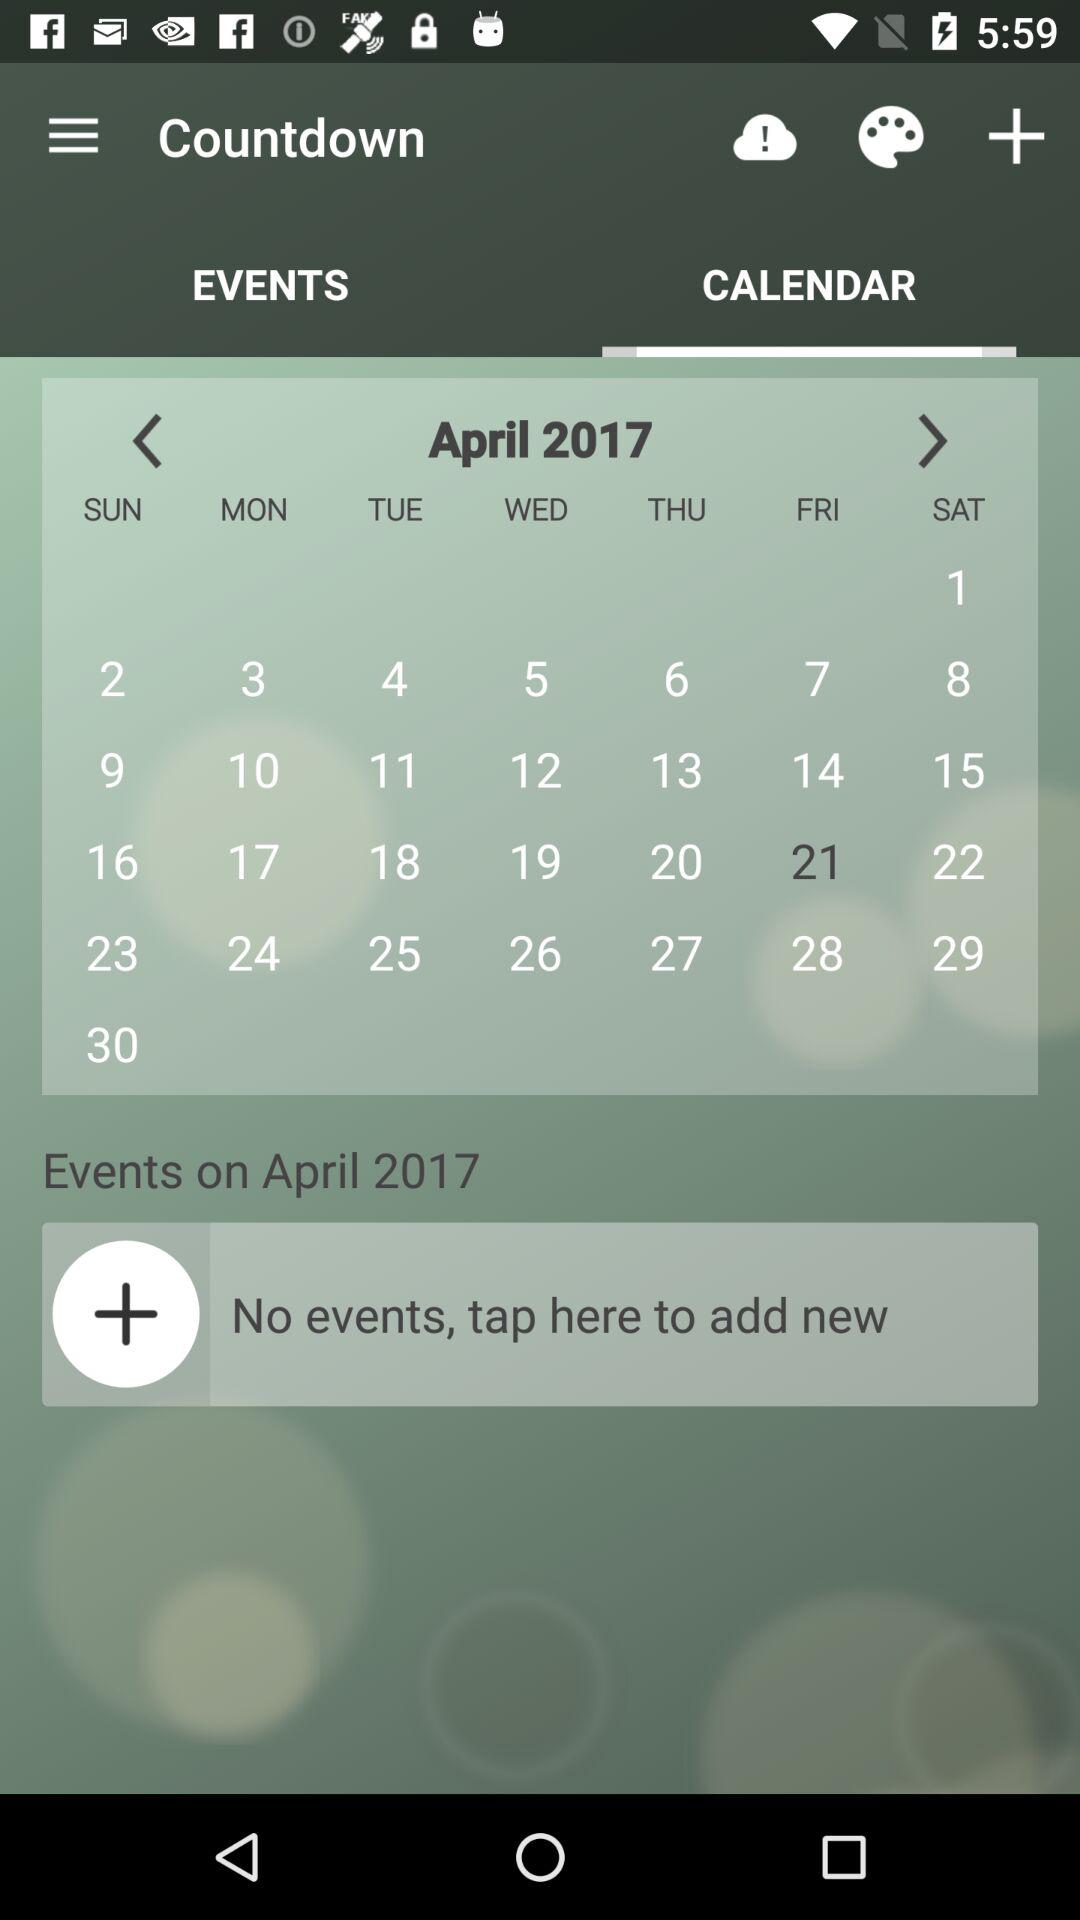 FAKE 5:59
Countdown
EVENTS CALENDAR
April 2017
SUN MON TUE WED THU FRI SAT
1
2 3 4 5 6 7 8
9 10 11 12 13 14 15
16 17 18 19 20 21 22
23 24 25 26 27 28 29
30
Events on April 2017
No events, tap here to add new